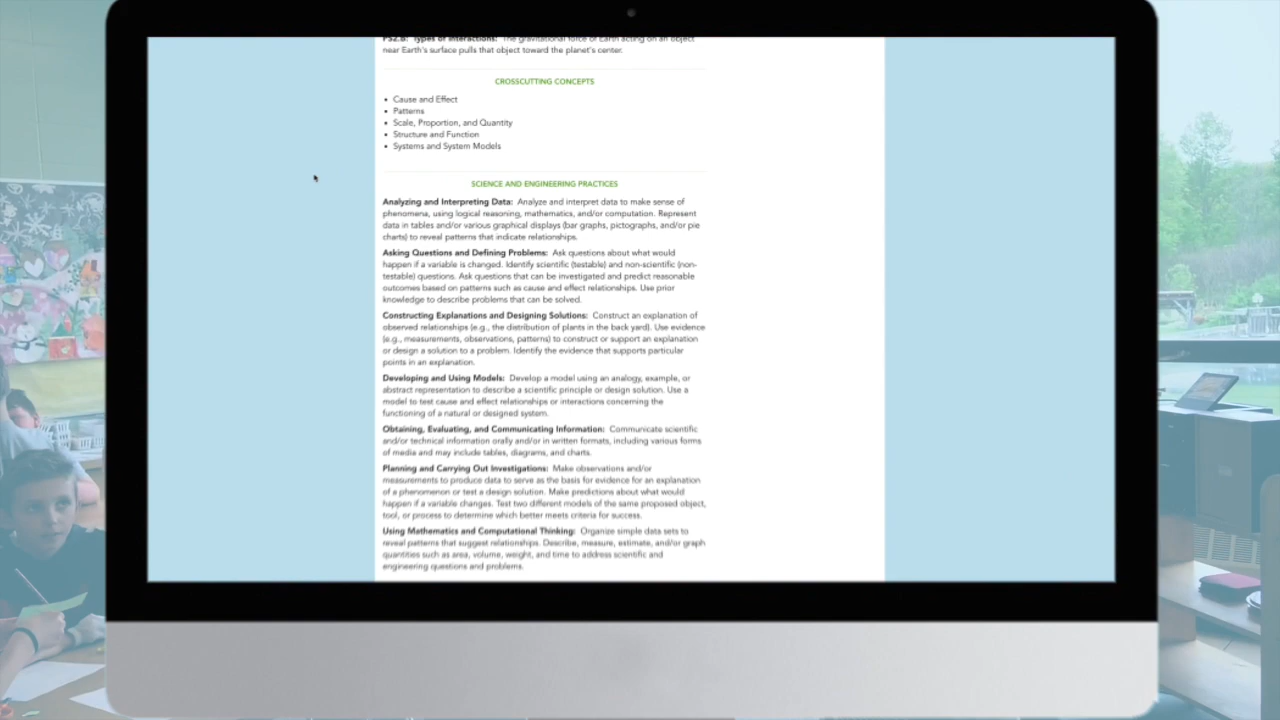 PS2.B: Types of Interactions: The gravitational force of Earth acting on an object
near Earth's surface pulls that object toward the planet's center.
CROSSCUTTING CONCEPTS
• Cause and Effect
• Patterns
• Scale, Proportion, and Quantity
• Structure and Function
• Systems and System Models
SCIENCE AND ENGINEERING PRACTICES
Analyzing and Interpreting Data: Analyze and interpret data to make sense of
phenomena, using logical reasoning, mathematics, and/or computation. Represent
data in tables and/or various graphical displays (bar graphs, pictographs, and/or pie
charts) to reveal patterns that indicate relationships.
Asking Questions and Defining Problems: Ask questions about what would
happen if a variable is changed. Identify scientific (testable) and non-scientific (non-
testable) questions. Ask questions that can be investigated and predict reasonable
outcomes based on patterns such as cause and effect relationships. Use prior
knowledge to describe problems that can be solved.
Constructing Explanations and Designing Solutions: Construct an explanation of
observed relationships (e.g., the distribution of plants in the back yard). Use evidence
(e.g., measurements, observations, patterns) to construct or support an explanation
or design a solution to a problem. Identify the evidence that supports particular
points in an explanation.
Developing and Using Models: Develop a model using an analogy, example, or
abstract representation to describe a scientific principle or design solution. Use a
model to test cause and effect relationships or interactions concerning the
functioning of a natural or designed system.
Obtaining, Evaluating, and Communicating Information: Communicate scientific
and/or technical information orally and/or in written formats, including various forms
of media and may include tables, diagrams, and charts.
Planning and Carrying Out Investigations: Make observations and/or
measurements to produce data to serve as the basis for evidence for an explanation
of a phenomenon or test a design solution. Make predictions about what would
happen if a variable changes. Test two different models of the same proposed object,
tool, or process to determine which better meets criteria for success.
Using Mathematics and Computational Thinking: Organize simple data sets to
reveal patterns that suggest relationships. Describe, measure, estimate, and/or graph
quantities such as area, volume, weight, and time to address scientific and
engineering questions and problems.